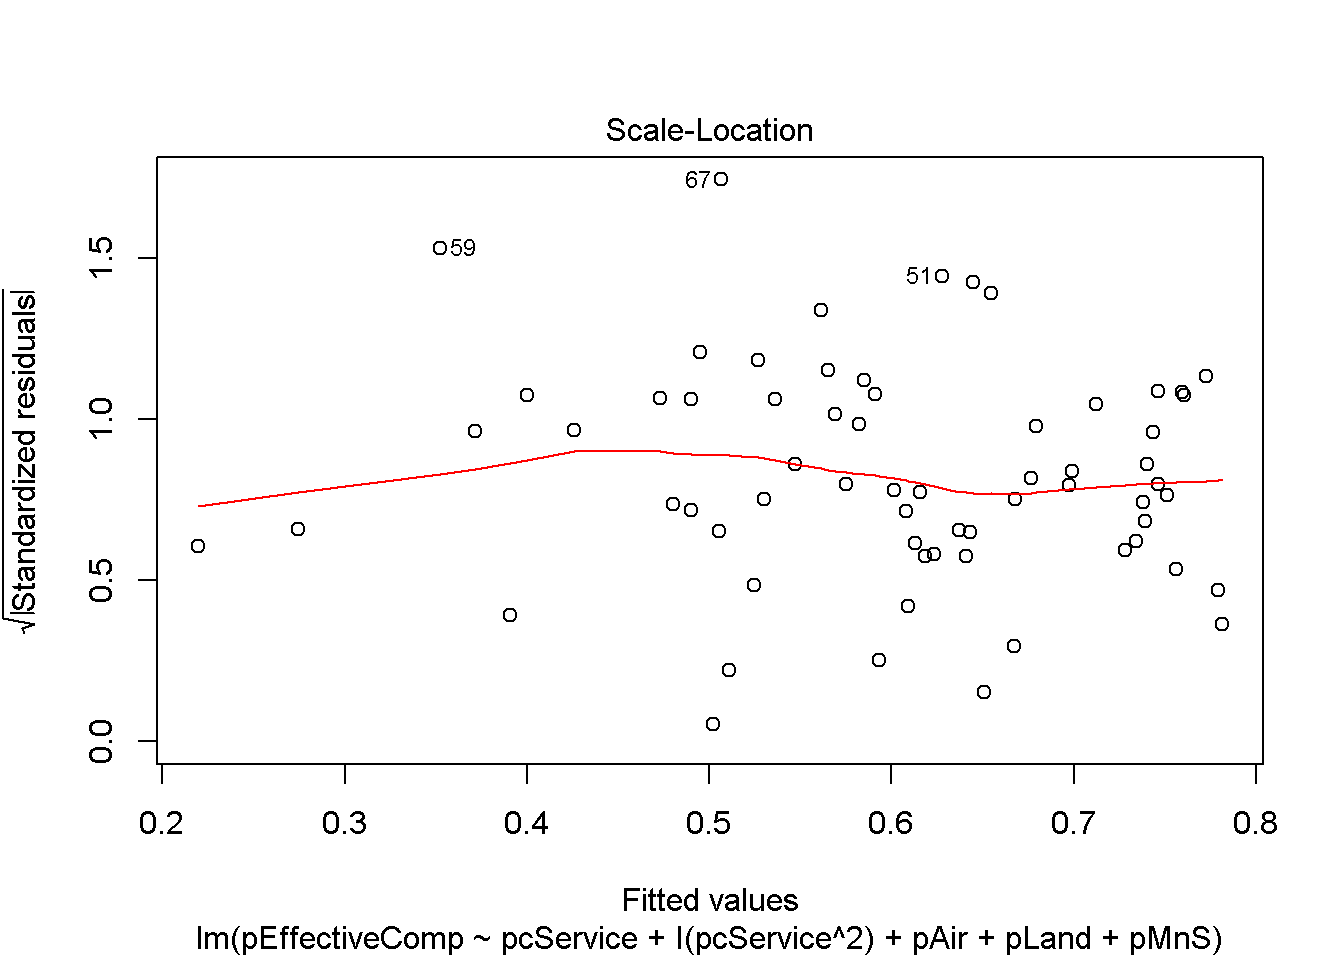 Scale-Location
67
59
51
√|Standardized residuals|
0.0 0.5 1.0 1.5
0.2 0.3 0.4 0.5 0.6 0.7 0.8
Fitted values
lm(pEffectiveComp ~ pcService + I(pcService^2) + pAir + pLand + pMnS)